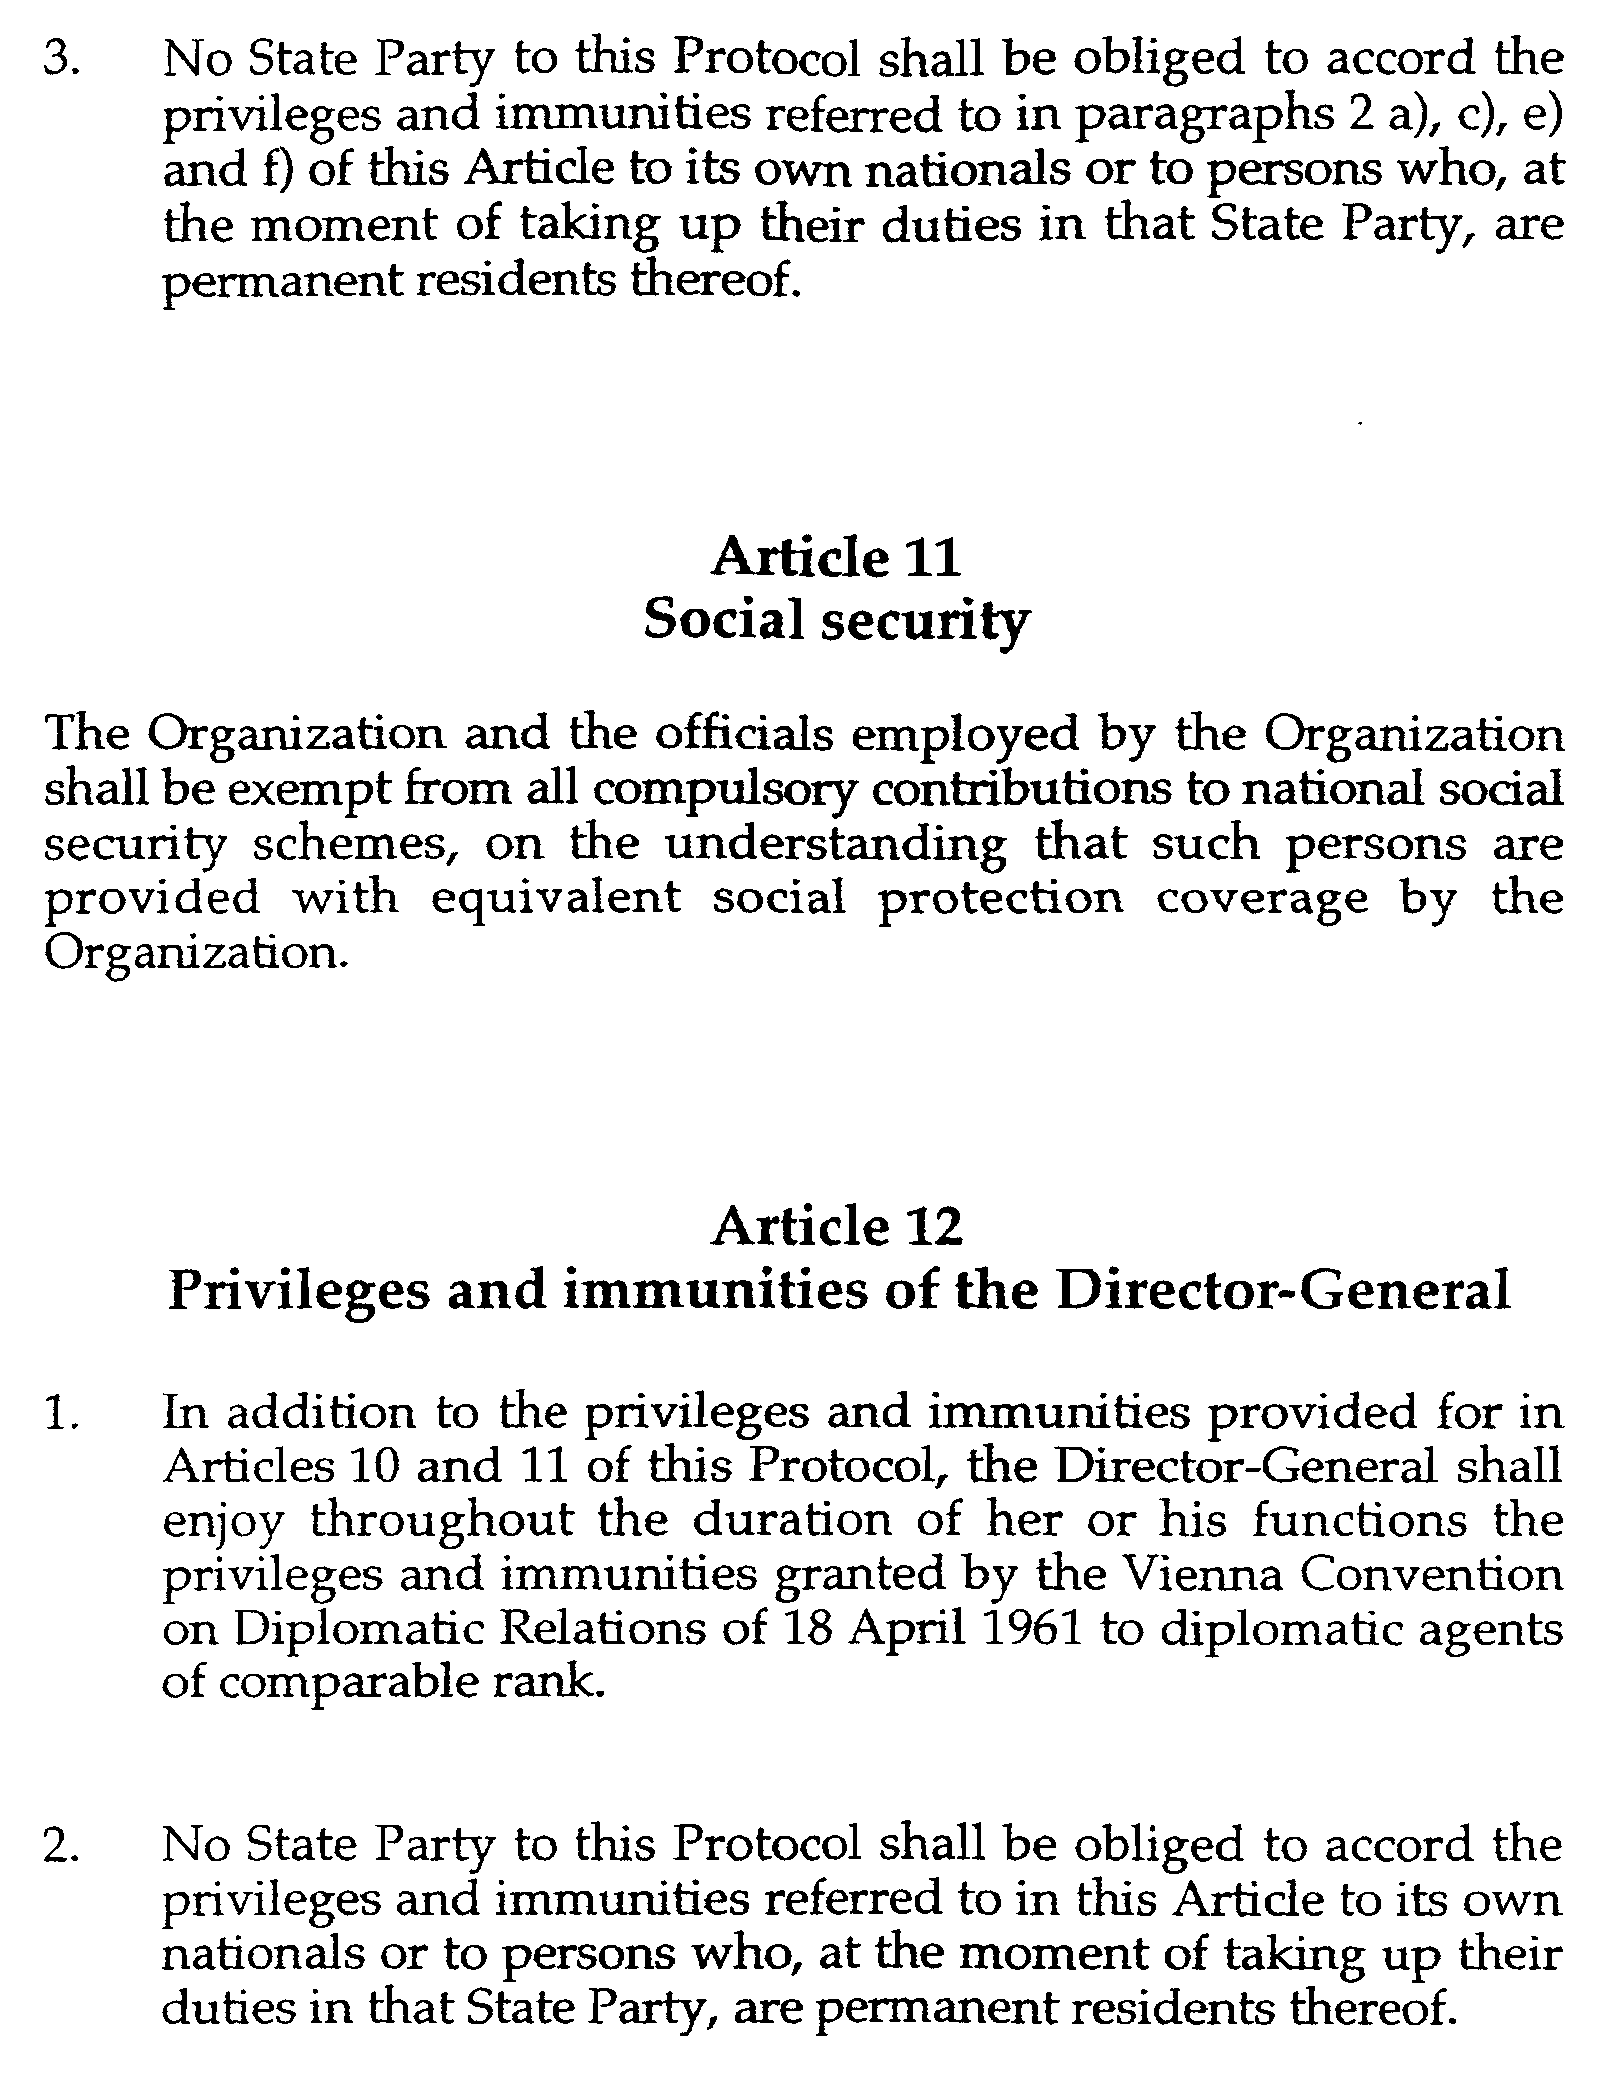 3. No State Party to this Protocol shall be obliged to accord the
privileges and immunities referred to in paragraphs 2 a), c), e)
and f) of this Article to its own nationals or to persons who, at
the moment of taking up their duties in that State Party, are
permanent residents thereof.
Article 11
Social security
The Organization and the officials employed by the Organization
shall be exempt from all compulsory contributions to national social
security schemes, on the understanding that such persons are
provided with equivalent social protection coverage by the
Organization.
Article 12
Privileges and immunities of the Director-General
1. In addition to the privileges and immunities provided for in
Articles 10 and 11 of this Protocol, the Director-General shall
enjoy throughout the duration of her or his functions the
privileges and immunities granted by the Vienna Convention
on Diplomatic Relations of 18 April 1961 to diplomatic agents
of comparable rank.
2. No State Party to this Protocol shall be obliged to accord the
privileges and immunities referred to in this Article to its own
nationals or to persons who, at the moment of taking up their
duties in that State Party, are permanent residents thereof.